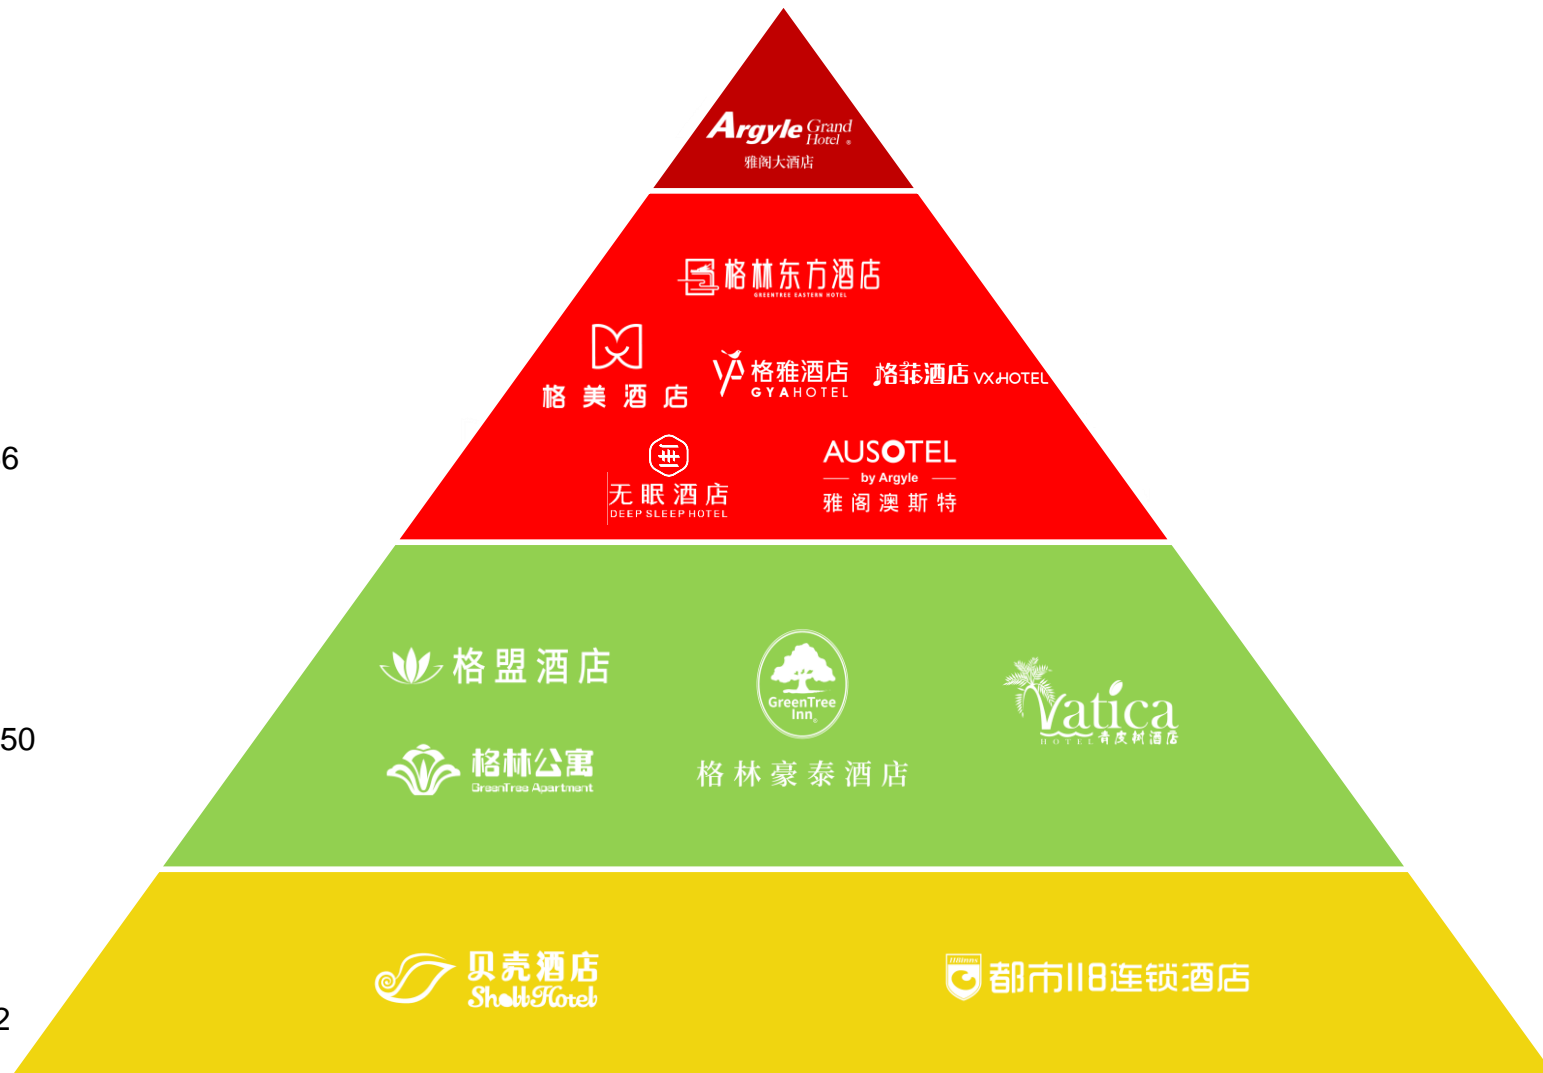 Argyle Grand Hotel
雅阁大酒店
格林东方酒店
GREENTREE EASTERN HOTEL
格美酒店
格雅酒店
GYAHOTEL
格菲酒店 VXHOTEL
6
无眠酒店
DEEP SLEEP HOTEL
AUSOTEL
by Argyle
雅阁澳斯特
格盟酒店
GreenTree
Inn
格林豪泰酒店
Vatica
HOTEL 青皮树酒店
50
格林公寓
GreenTree Apartment
贝壳酒店
Shell Hotel
都市118连锁酒店
2